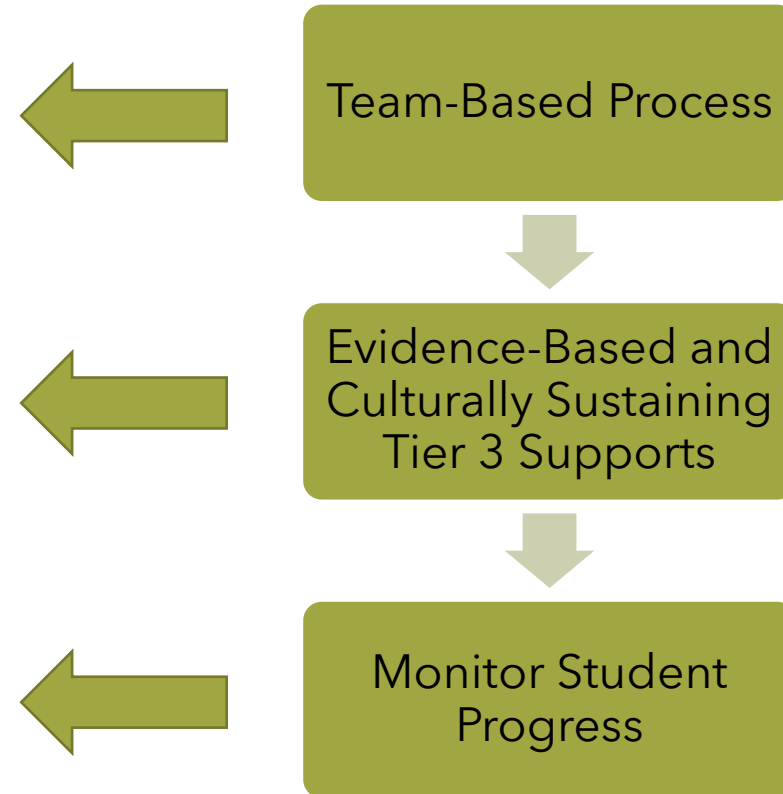 Team-Based Process
Evidence-Based and
Culturally Sustaining
Tier 3 Supports
Monitor Student
Progress